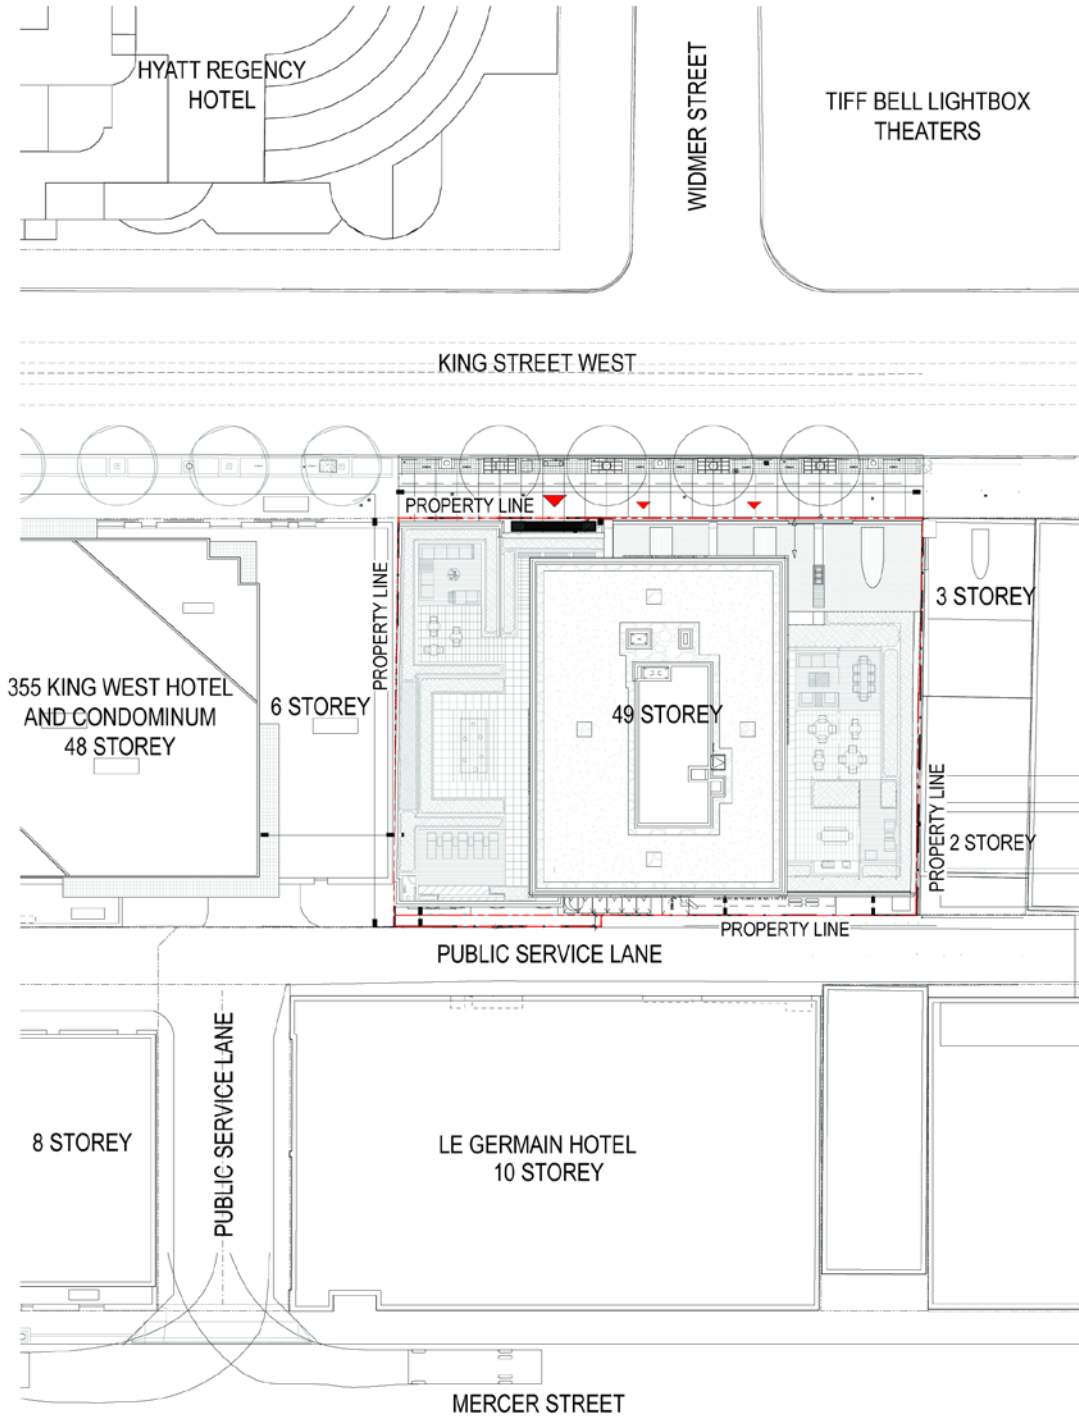 HYATT REGENCY
HOTEL
WIDMER STREET
TIFF BELL LIGHTBOX
THEATERS
KING STREET WEST
PROPERTY LINE
PROPERTY LINE
3 STOREY
355 KING WEST HOTEL
AND CONDOMINUM
48 STOREY
6 STOREY
49 STOREY
PROPERTY LINE
2 STOREY
PROPERTY LINE
PUBLIC SERVICE LANE
PUBLIC SERVICE LANE
8 STOREY
LE GERMAIN HOTEL
10 STOREY
MERCER STREET